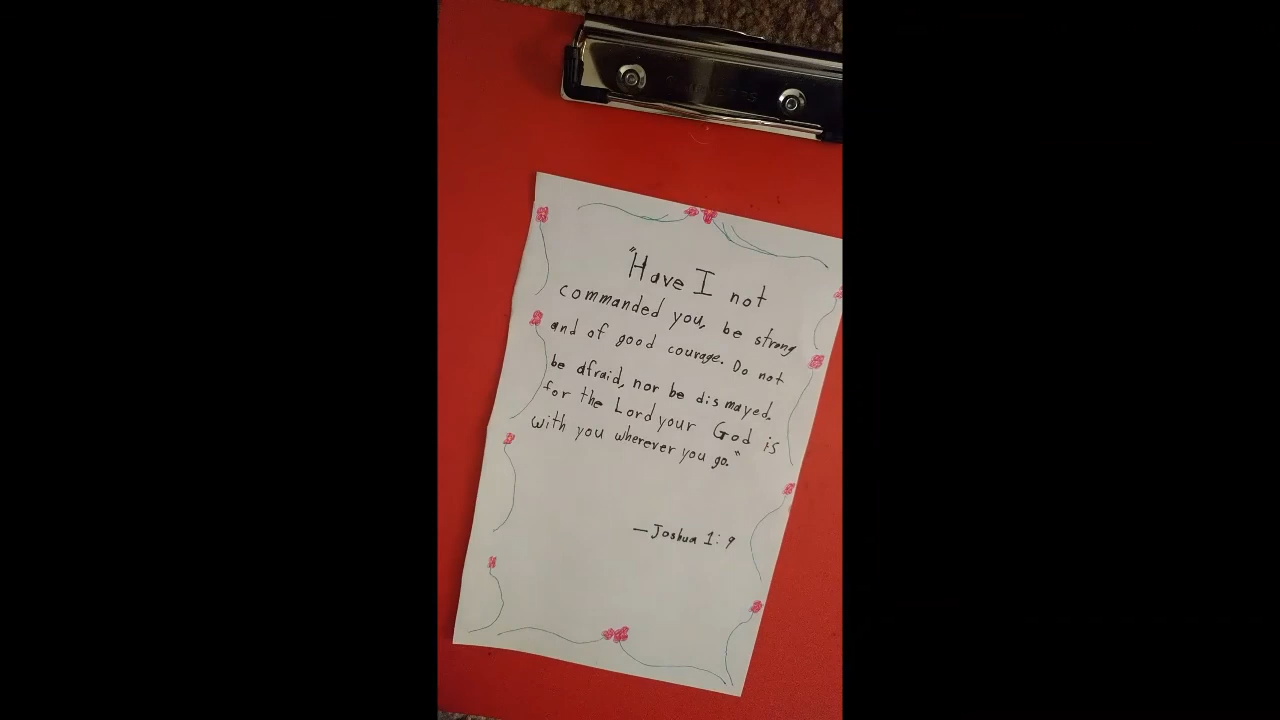 "Have I not
commanded you, be strong
and of good courage. Do not
be afraid, nor be dismayed,
for the Lord your God is
with you wherever you go."
—Joshua 1:9